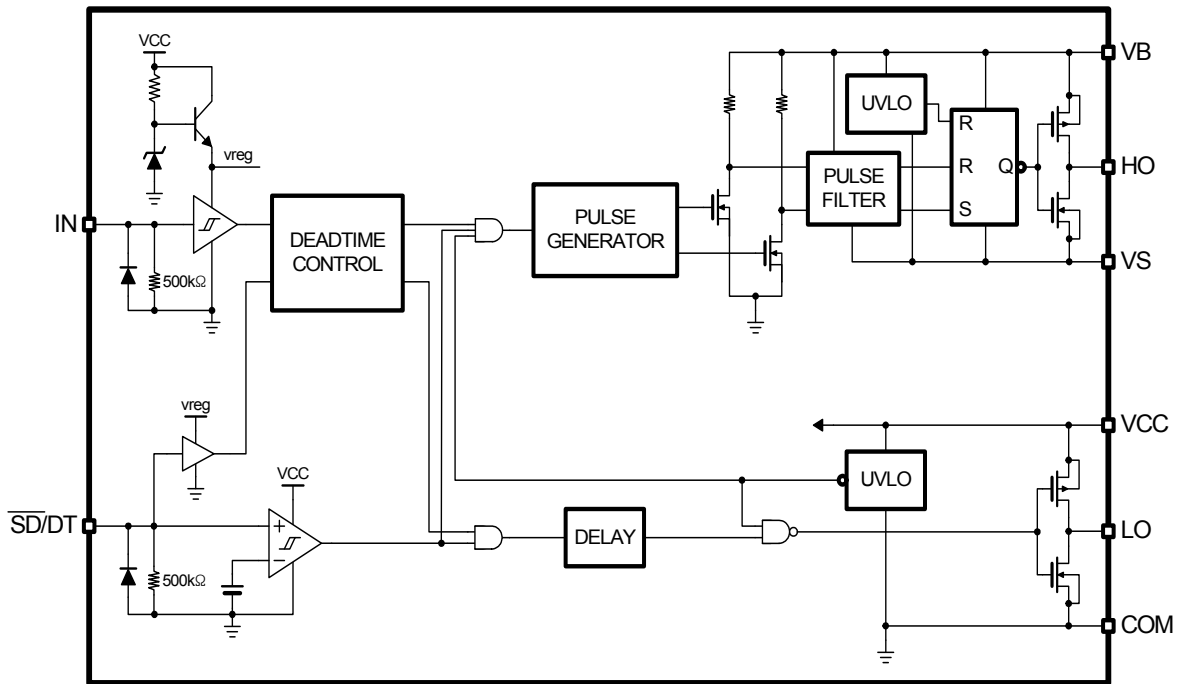 VCC
VB
UVLO
R
vreg
HO
PULSE
FILTER
R
Q
IN
DEADTIME
CONTROL
PULSE
GENERATOR
S
VS
500kΩ
vreg
VCC
VCC
UVLO
SD/DT
+
−
DELAY
LO
500kΩ
COM